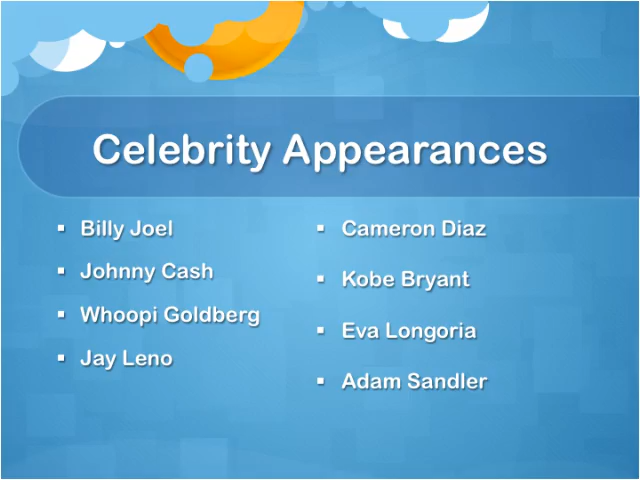 Celebrity Appearances
▪ Billy Joel
▪ Johnny Cash
▪ Whoopi Goldberg
▪ Jay Leno
▪ Cameron Diaz
▪ Kobe Bryant
▪ Eva Longoria
▪ Adam Sandler